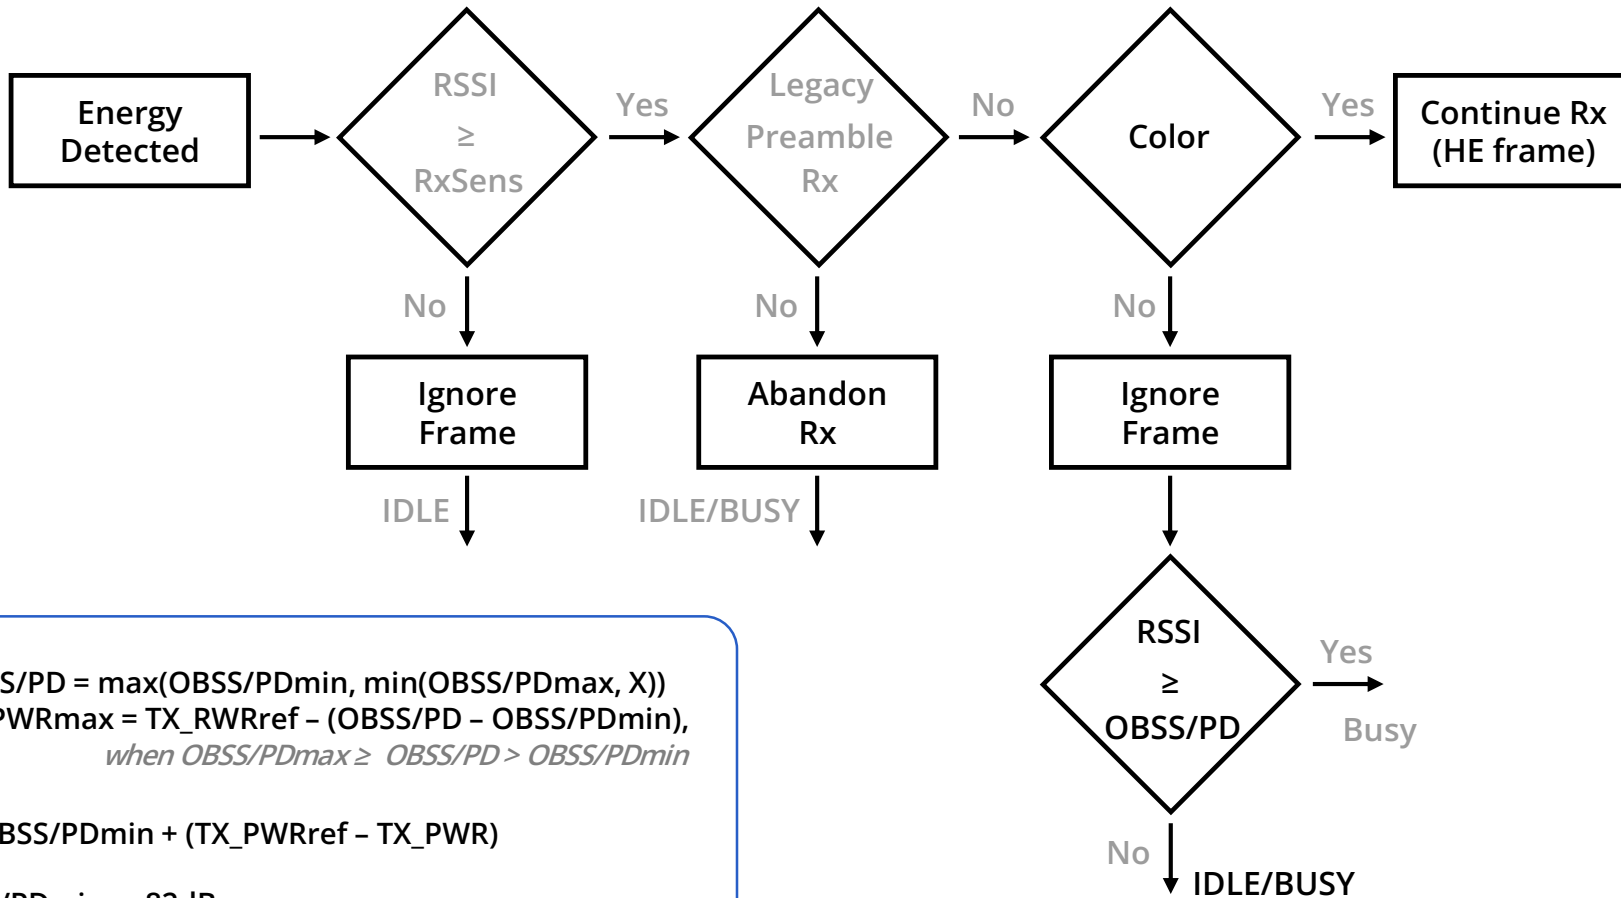 Energy
Detected
RSSI
≥
RxSens
Yes
Legacy
Preamble
Rx
No
Color
Yes
Continue Rx
(HE frame)
No
No
No
Ignore
Frame
Abandon
Rx
Ignore
Frame
IDLE
IDLE/BUSY
RSSI
≥
OBSS/PD
Yes
Busy
No
IDLE/BUSY
S/PD = max(OBSS/PDmin, min(OBSS/PDmax, X))
PWRmax = TX_RWRref – (OBSS/PD – OBSS/PDmin),
when OBSS/PDmax ≥ OBSS/PD > OBSS/PDmin
BSS/PDmin + (TX_PWRref – TX_PWR)